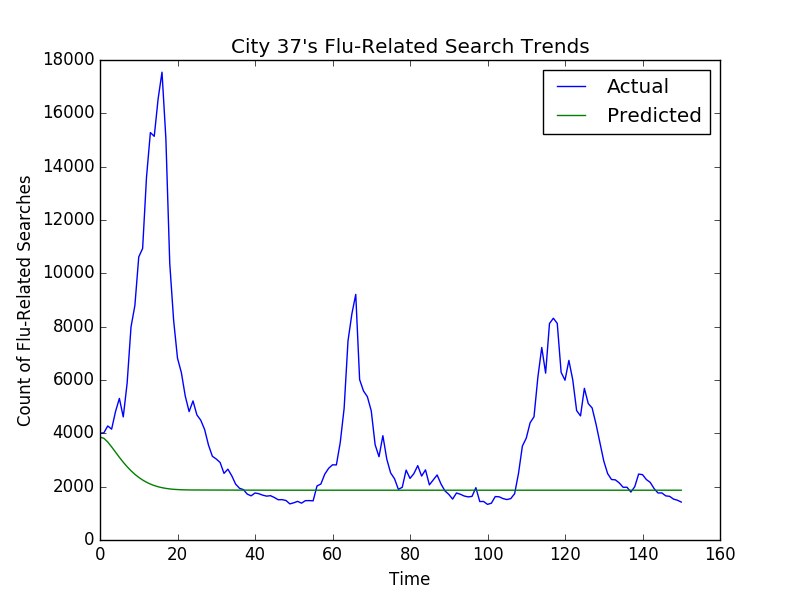 City 37's Flu-Related Search Trends
18000
16000
14000
12000
10000
8000
6000
4000
2000
0
Count of Flu-Related Searches
Actual
Predicted
0 20 40 60 80 100 120 140 160
Time